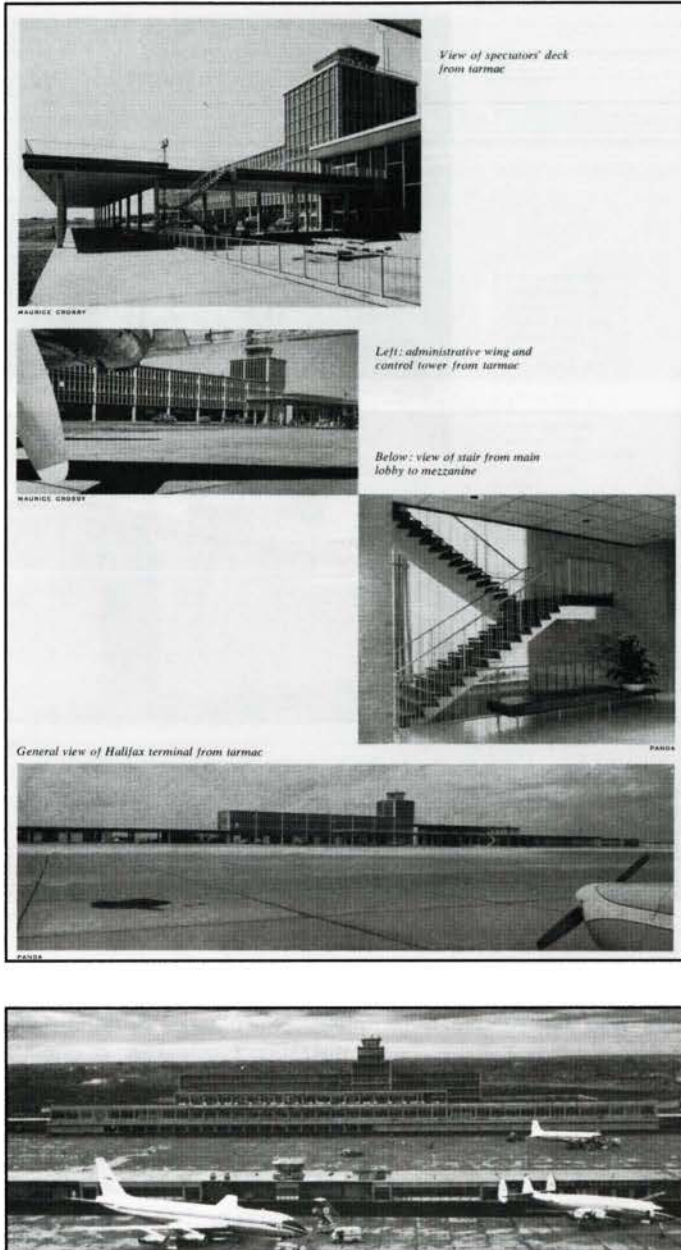 View of spectators' deck
from tarmac
MAURICE CROSBY
Left: administrative wing and
control tower from tarmac
MAURICE CROSBY
Below: view of stair from main
lobby to mezzanine
PANDA
General view of Halifax terminal from tarmac
PANDA